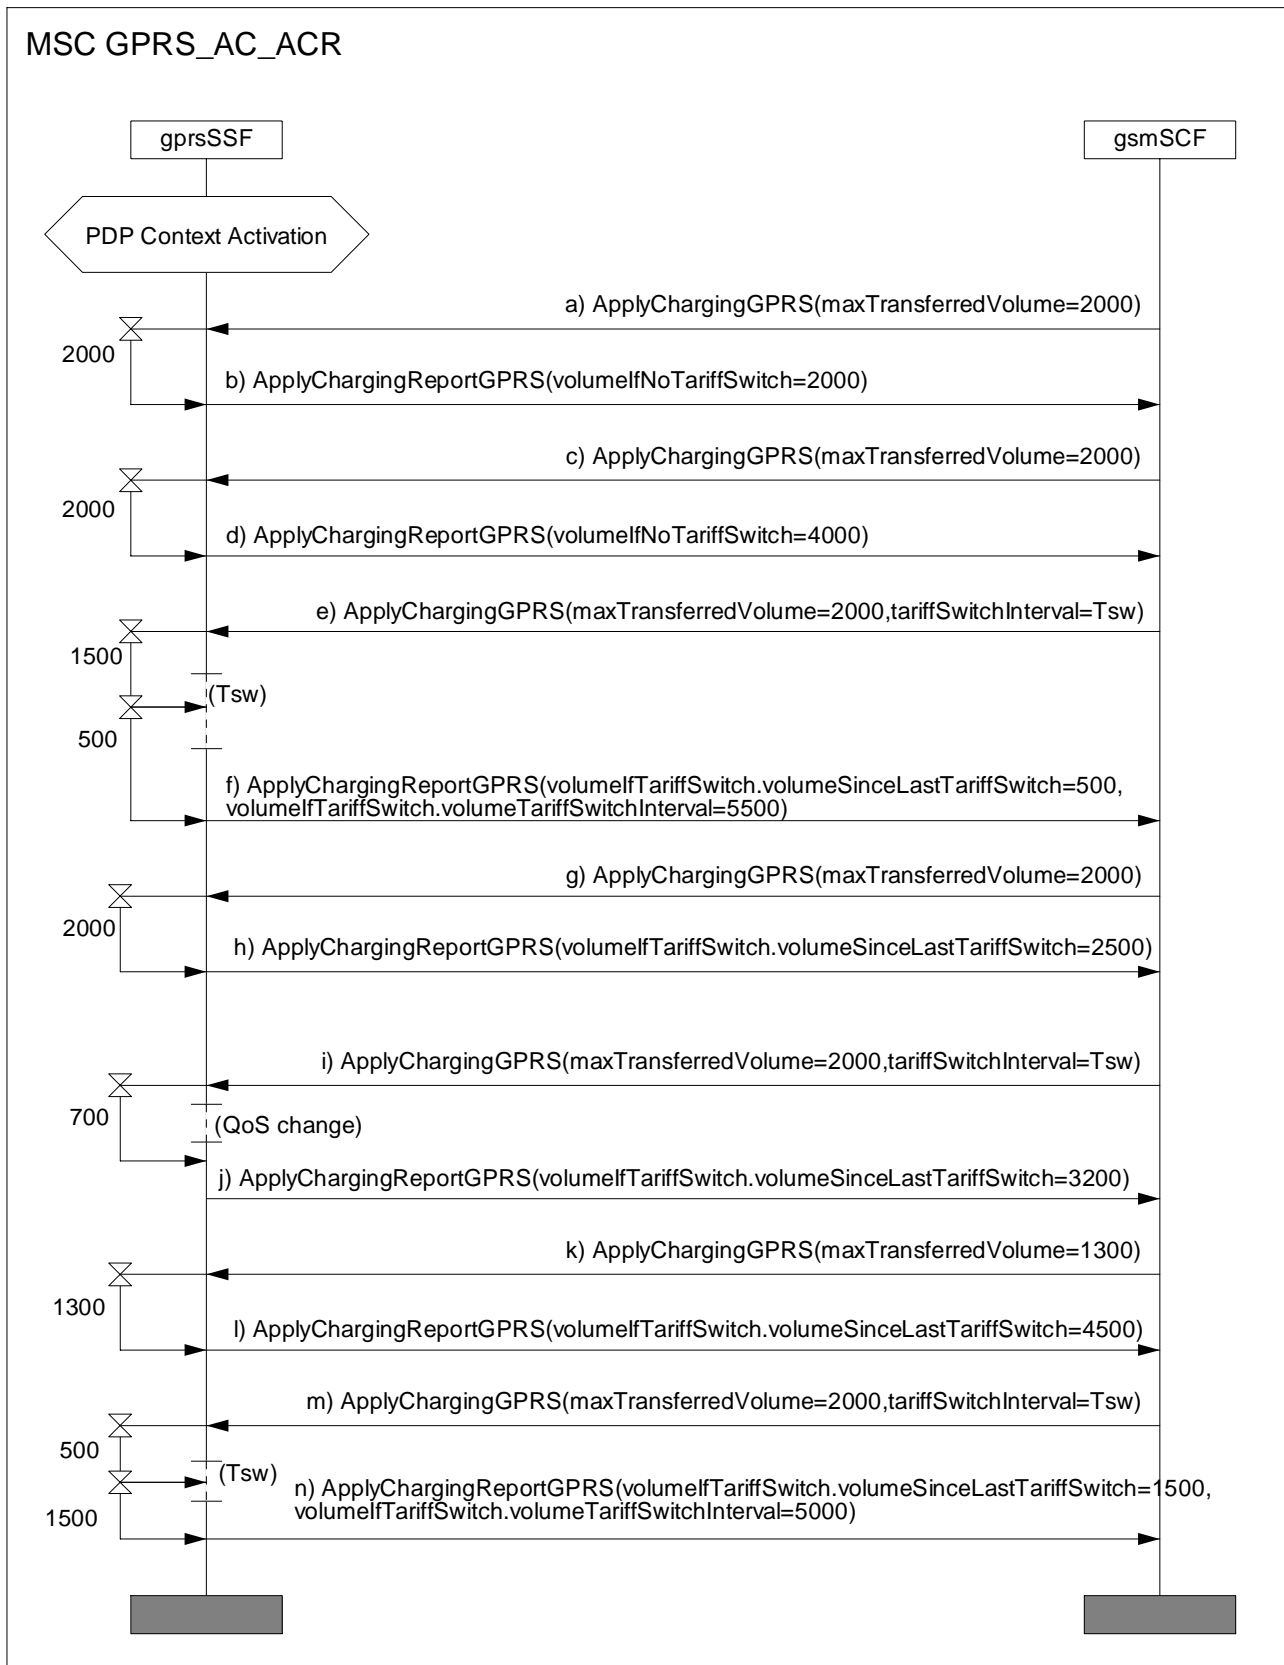 MSC GPRS_AC_ACR
gprsSSF
gsmSCF
PDP Context Activation
a) ApplyChargingGPRS(maxTransferredVolume=2000)
2000
b) ApplyChargingReportGPRS(volumeIfNoTariffSwitch=2000)
c) ApplyChargingGPRS(maxTransferredVolume=2000)
2000
d) ApplyChargingReportGPRS(volumeIfNoTariffSwitch=4000)
e) ApplyChargingGPRS(maxTransferredVolume=2000,tariffSwitchInterval=Tsw)
1500
(Tsw)
500
f) ApplyChargingReportGPRS(volumeIfTariffSwitch.volumeSinceLastTariffSwitch=500,
volumeIfTariffSwitch.volumeTariffSwitchInterval=5500)
g) ApplyChargingGPRS(maxTransferredVolume=2000)
2000
h) ApplyChargingReportGPRS(volumeIfTariffSwitch.volumeSinceLastTariffSwitch=2500)
i) ApplyChargingGPRS(maxTransferredVolume=2000,tariffSwitchInterval=Tsw)
700
(QoS change)
j) ApplyChargingReportGPRS(volumeIfTariffSwitch.volumeSinceLastTariffSwitch=3200)
k) ApplyChargingGPRS(maxTransferredVolume=1300)
1300
l) ApplyChargingReportGPRS(volumeIfTariffSwitch.volumeSinceLastTariffSwitch=4500)
m) ApplyChargingGPRS(maxTransferredVolume=2000,tariffSwitchInterval=Tsw)
500
(Tsw)
n) ApplyChargingReportGPRS(volumeIfTariffSwitch.volumeSinceLastTariffSwitch=1500,
volumeIfTariffSwitch.volumeTariffSwitchInterval=5000)
1500